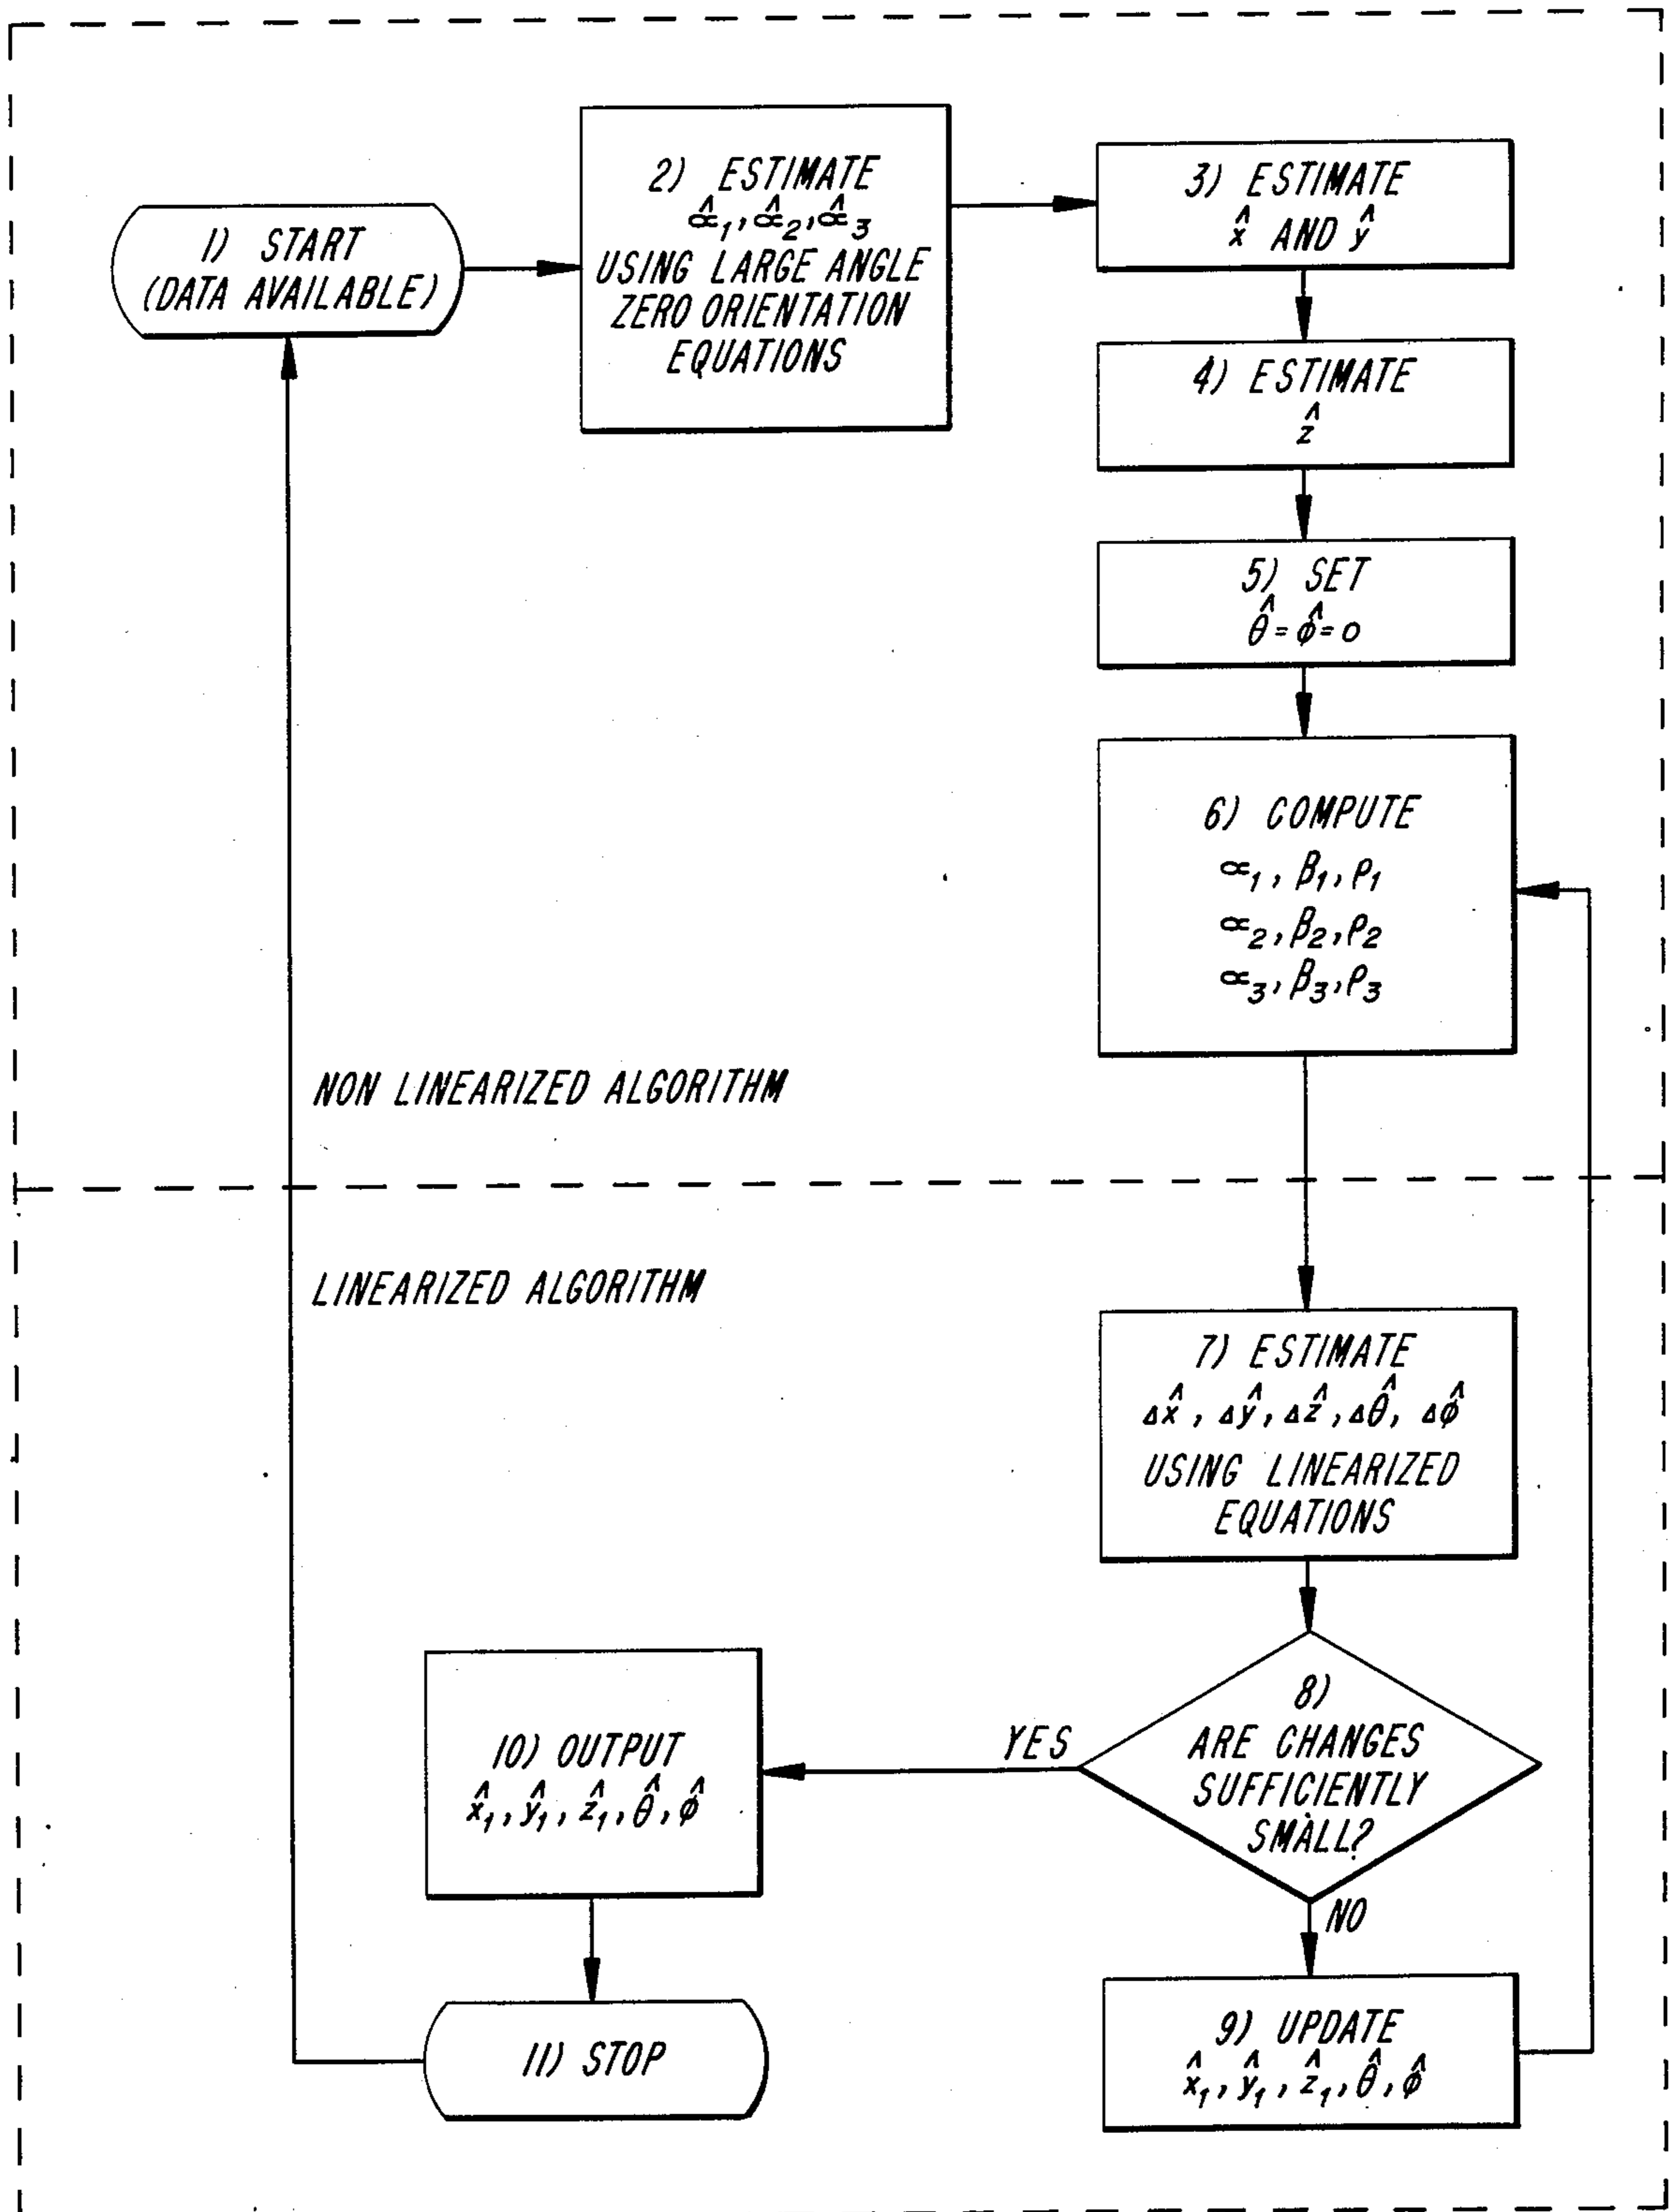 1) START
(DATA AVAILABLE)
2) ESTIMATE
α̂₁, α̂₂, α̂₃
USING LARGE ANGLE
ZERO ORIENTATION
EQUATIONS
3) ESTIMATE
x̂ AND ŷ
4) ESTIMATE
ẑ
5) SET
θ̂ = φ̂ = 0
6) COMPUTE
α₁, β₁, ρ₁
α₂, β₂, ρ₂
α₃, β₃, ρ₃
NON LINEARIZED ALGORITHM
LINEARIZED ALGORITHM
7) ESTIMATE
Δx̂, Δŷ, Δẑ, Δθ̂, Δφ̂
USING LINEARIZED
EQUATIONS
8)
ARE CHANGES
SUFFICIENTLY
SMALL?
YES
NO
9) UPDATE
x̂₁, ŷ₁, ẑ₁, θ̂, φ̂
10) OUTPUT
x̂₁, ŷ₁, ẑ₁, θ̂, φ̂
11) STOP